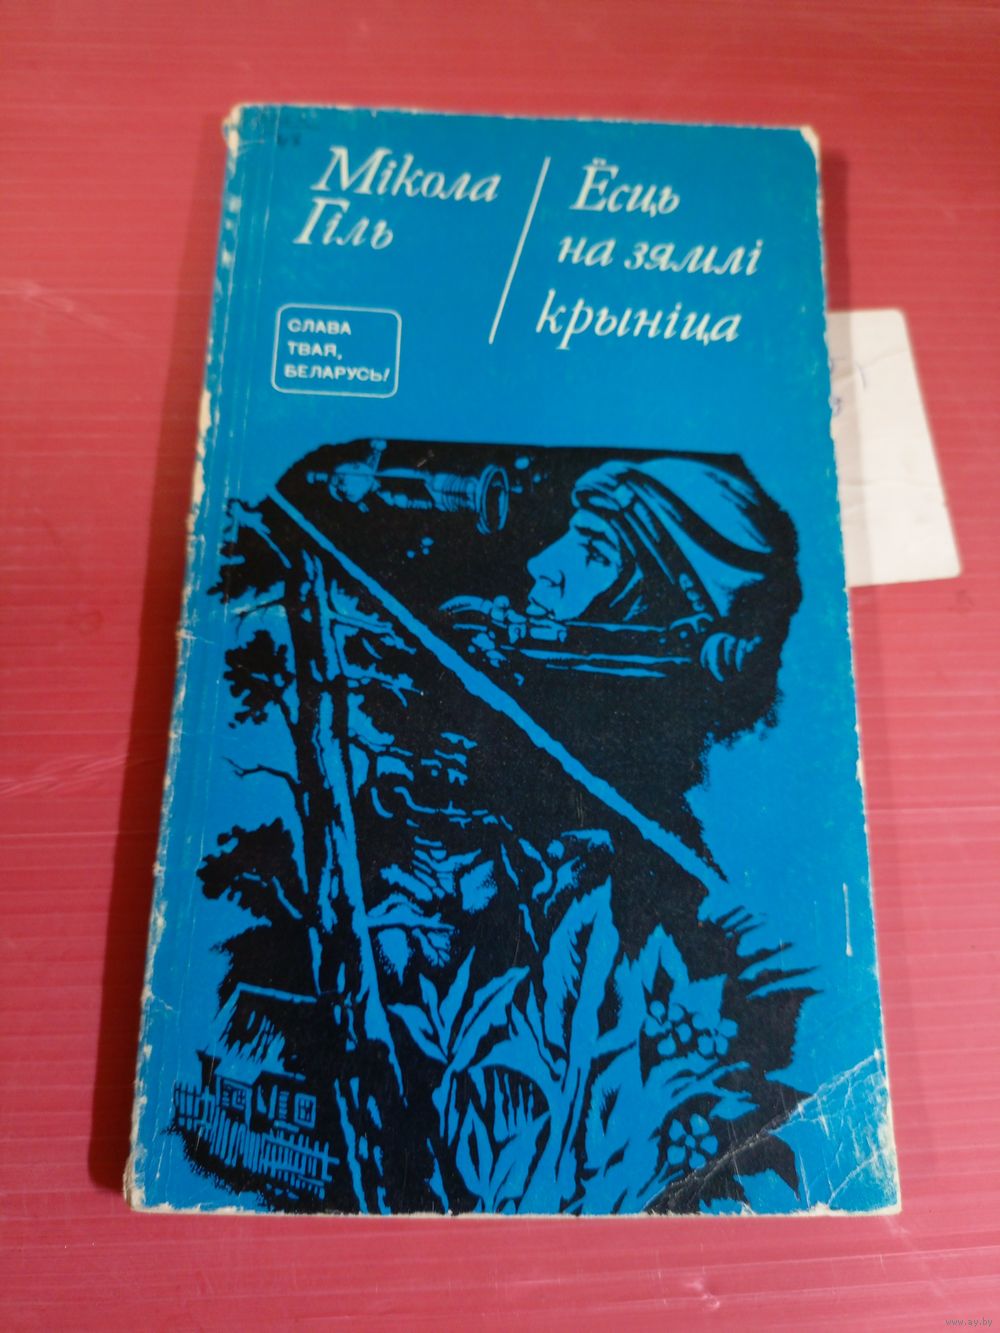 Мікола
Гіль
Ёсць
на зямлі
крыніца
СЛАВА
ТВАЯ,
БЕЛАРУСЬ!
www.ay.by